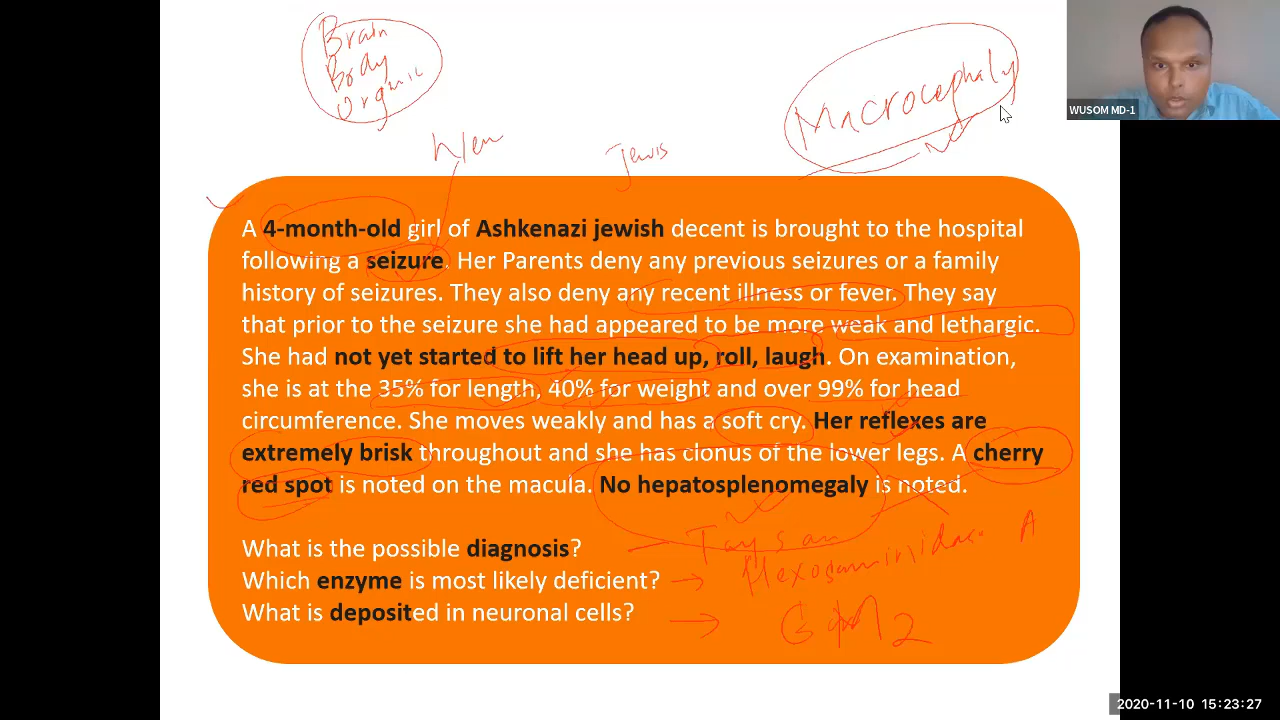 Brain
Body
Macrocephaly
WUSOM MD-1
Jewis
A 4-month-old girl of Ashkenazi jewish decent is brought to the hospital
following a seizure. Her Parents deny any previous seizures or a family
history of seizures. They also deny any recent illness or fever. They say
that prior to the seizure she had appeared to be more weak and lethargic.
She had not yet started to lift her head up, roll, laugh. On examination,
she is at the 35% for length, 40% for weight and over 99% for head
circumference. She moves weakly and has a soft cry. Her reflexes are
extremely brisk throughout and she has clonus of the lower legs. A cherry
red spot is noted on the macula. No hepatosplenomegaly is noted.
What is the possible diagnosis?
Which enzyme is most likely deficient? A
What is deposited in neuronal cells? GM2
2020-11-10 15:23:27